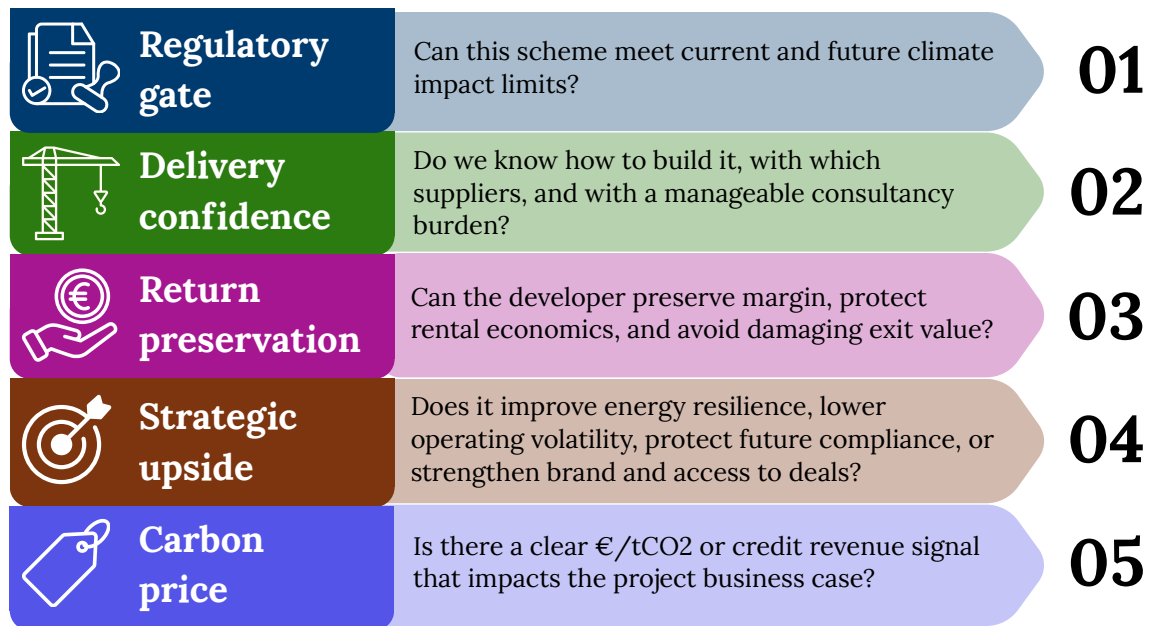 Regulatory
gate
Can this scheme meet current and future climate
impact limits?
01
Delivery
confidence
Do we know how to build it, with which
suppliers, and with a manageable consultancy
burden?
02
€
Return
preservation
Can the developer preserve margin, protect
rental economics, and avoid damaging exit value?
03
Strategic
upside
Does it improve energy resilience, lower
operating volatility, protect future compliance, or
strengthen brand and access to deals?
04
Carbon
price
Is there a clear €/tCO2 or credit revenue signal
that impacts the project business case?
05